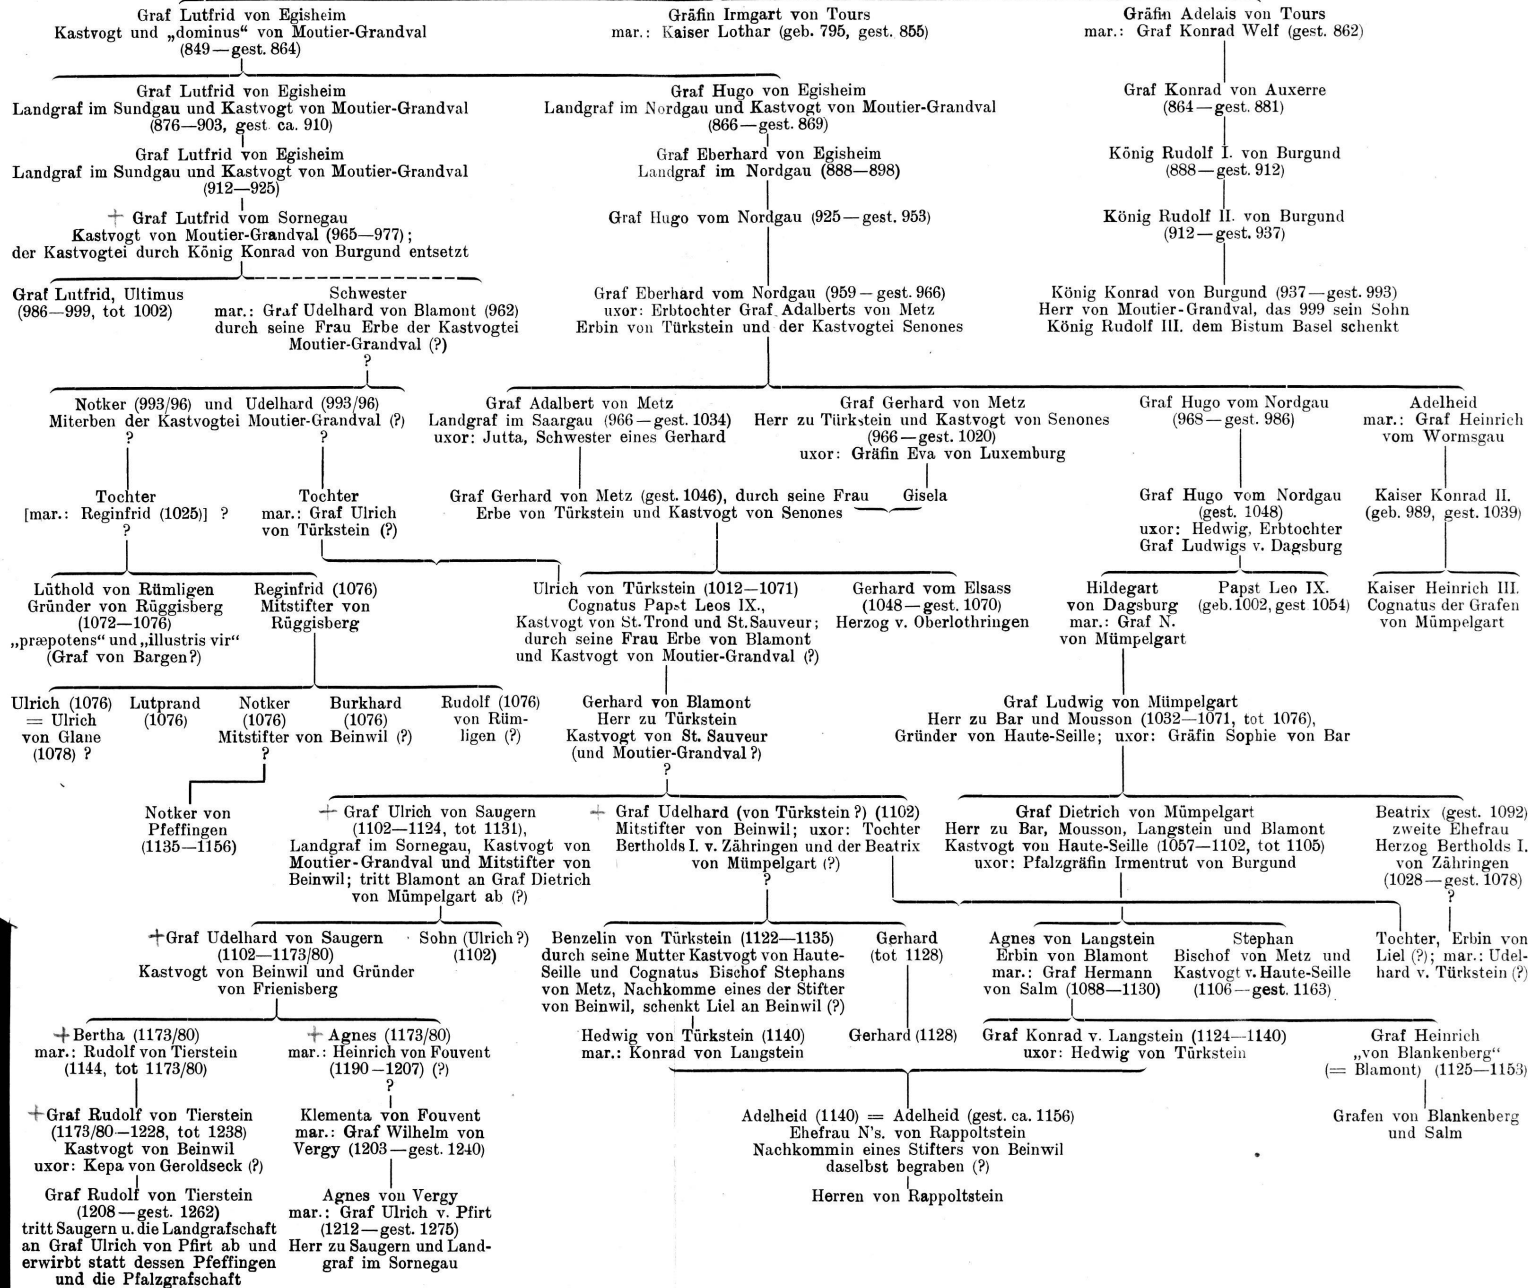 Graf Lutfrid von Egisheim
Kastvogt und „dominus“ von Moutier-Grandval
(849—gest. 864)
Gräfin Irmgart von Tours
mar.: Kaiser Lothar (geb. 795, gest. 855)
Gräfin Adelais von Tours
mar.: Graf Konrad Welf (gest. 862)
Graf Lutfrid von Egisheim
Landgraf im Sundgau und Kastvogt von Moutier-Grandval
(876—903, gest. ca. 910)
Graf Hugo von Egisheim
Landgraf im Nordgau und Kastvogt von Moutier-Grandval
(866—gest. 869)
Graf Konrad von Auxerre
(864—gest. 881)
Graf Lutfrid von Egisheim
Landgraf im Sundgau und Kastvogt von Moutier-Grandval
(912—925)
Graf Eberhard von Egisheim
Landgraf im Nordgau (888—898)
König Rudolf I. von Burgund
(888—gest. 912)
+ Graf Lutfrid vom Sornegau
Kastvogt von Moutier-Grandval (965—977);
der Kastvogtei durch König Konrad von Burgund entsetzt
Graf Hugo vom Nordgau (925—gest. 953)
König Rudolf II. von Burgund
(912—gest. 937)
Graf Lutfrid, Ultimus
(986—999, tot 1002)
Schwester
mar.: Graf Udelhard von Blamont (962)
durch seine Frau Erbe der Kastvogtei
Moutier-Grandval (?)
?
Graf Eberhard vom Nordgau (959—gest. 966)
uxor: Erbtochter Graf Adalberts von Metz
Erbin von Türkstein und der Kastvogtei Senones
König Konrad von Burgund (937—gest. 993)
Herr von Moutier-Grandval, das 999 sein Sohn
König Rudolf III. dem Bistum Basel schenkt
Notker (993/96) und Udelhard (993/96)
Miterben der Kastvogtei Moutier-Grandval (?)
? ?
Graf Adalbert von Metz
Landgraf im Saargau (966—gest. 1034)
uxor: Jutta, Schwester eines Gerhard
Graf Gerhard von Metz
Herr zu Türkstein und Kastvogt von Senones
(966—gest. 1020)
uxor: Gräfin Eva von Luxemburg
Graf Hugo vom Nordgau
(968—gest. 986)
Adelheid
mar.: Graf Heinrich
vom Wormsgau
Tochter
[mar.: Reginfrid (1025)] ?
?
Tochter
mar.: Graf Ulrich
von Türkstein (?)
Graf Gerhard von Metz (gest. 1046), durch seine Frau
Erbe von Türkstein und Kastvogt von Senones
Gisela
Graf Hugo vom Nordgau
(gest. 1048)
uxor: Hedwig, Erbtochter
Graf Ludwigs v. Dagsburg
Kaiser Konrad II.
(geb. 989, gest. 1039)
Lüthold von Rümligen
Gründer von Rüggisberg
(1072—1076)
„præpotens“ und „illustris vir“
(Graf von Bargen?)
Reginfrid (1076)
Mitstifter von
Rüggisberg
Ulrich von Türkstein (1012—1071)
Cognatus Papst Leos IX.,
Kastvogt von St. Trond und St. Sauveur;
durch seine Frau Erbe von Blamont
und Kastvogt von Moutier-Grandval (?)
Gerhard vom Elsass
(1048—gest. 1070)
Herzog v. Oberlothringen
Hildegart
von Dagsburg
mar.: Graf N.
von Mümpelgart
Papst Leo IX.
(geb. 1002, gest 1054)
Kaiser Heinrich III.
Cognatus der Grafen
von Mümpelgart
Ulrich (1076)
= Ulrich
von Glane
(1078) ?
Lutprand
(1076)
Notker
(1076)
Burkhard
(1076)
Mitstifter von Beinwil (?)
?
Rudolf (1076)
von Rüm-
ligen (?)
Gerhard von Blamont
Herr zu Türkstein
Kastvogt von St. Sauveur
(und Moutier-Grandval?)
?
Graf Ludwig von Mümpelgart
Herr zu Bar und Mousson (1032—1071, tot 1076),
Gründer von Haute-Seille; uxor: Gräfin Sophie von Bar
Notker von
Pfeffingen
(1135—1156)
+ Graf Ulrich von Saugern
(1102—1124, tot 1131),
Landgraf im Sornegau, Kastvogt von
Moutier-Grandval und Mitstifter von
Beinwil; tritt Blamont an Graf Dietrich
von Mümpelgart ab (?)
+ Graf Udelhard (von Türkstein?) (1102)
Mitstifter von Beinwil; uxor: Tochter
Bertholds I. v. Zähringen und der Beatrix
von Mümpelgart (?)
?
Graf Dietrich von Mümpelgart
Herr zu Bar, Mousson, Langstein und Blamont
Kastvogt von Haute-Seille (1057—1102, tot 1105)
uxor: Pfalzgräfin Irmentrut von Burgund
Beatrix (gest. 1092)
zweite Ehefrau
Herzog Bertholds I.
von Zähringen
(1028—gest. 1078)
?
+Graf Udelhard von Saugern
(1102—1173/80)
Kastvogt von Beinwil und Gründer
von Frienisberg
Sohn (Ulrich?)
(1102)
Benzelin von Türkstein (1122—1135)
durch seine Mutter Kastvogt von Haute-
Seille und Cognatus Bischof Stephans
von Metz, Nachkomme eines der Stifter
von Beinwil, schenkt Liel an Beinwil (?)
Gerhard
(tot 1128)
Agnes von Langstein
Erbin von Blamont
mar.: Graf Hermann
von Salm (1088—1130)
Stephan
Bischof von Metz und
Kastvogt v. Haute-Seille
(1106—gest. 1163)
Tochter, Erbin von
Liel (?); mar.: Udel-
hard v. Türkstein (?)
+Bertha (1173/80)
mar.: Rudolf von Tierstein
(1144, tot 1173/80)
+ Agnes (1173/80)
mar.: Heinrich von Fouvent
(1190—1207) (?)
?
Hedwig von Türkstein (1140)
mar.: Konrad von Langstein
Gerhard (1128)
Graf Konrad v. Langstein (1124—1140)
uxor: Hedwig von Türkstein
Graf Heinrich
„von Blankenberg“
(= Blamont) (1125—1153)
+Graf Rudolf von Tierstein
(1173/80—1228, tot 1238)
Kastvogt von Beinwil
uxor: Kepa von Geroldseck (?)
Klementa von Fouvent
mar.: Graf Wilhelm von
Vergy (1203—gest. 1240)
Adelheid (1140) = Adelheid (gest. ca. 1156)
Ehefrau N's. von Rappoltstein
Nachkommin eines Stifters von Beinwil
daselbst begraben (?)
Grafen von Blankenberg
und Salm
Graf Rudolf von Tierstein
(1208—gest. 1262)
tritt Saugern u. die Landgrafschaft
an Graf Ulrich von Pfirt ab und
erwirbt statt dessen Pfeffingen
und die Pfalzgrafschaft
Agnes von Vergy
mar.: Graf Ulrich v. Pfirt
(1212—gest. 1275)
Herr zu Saugern und Land-
graf im Sornegau
Herren von Rappoltstein